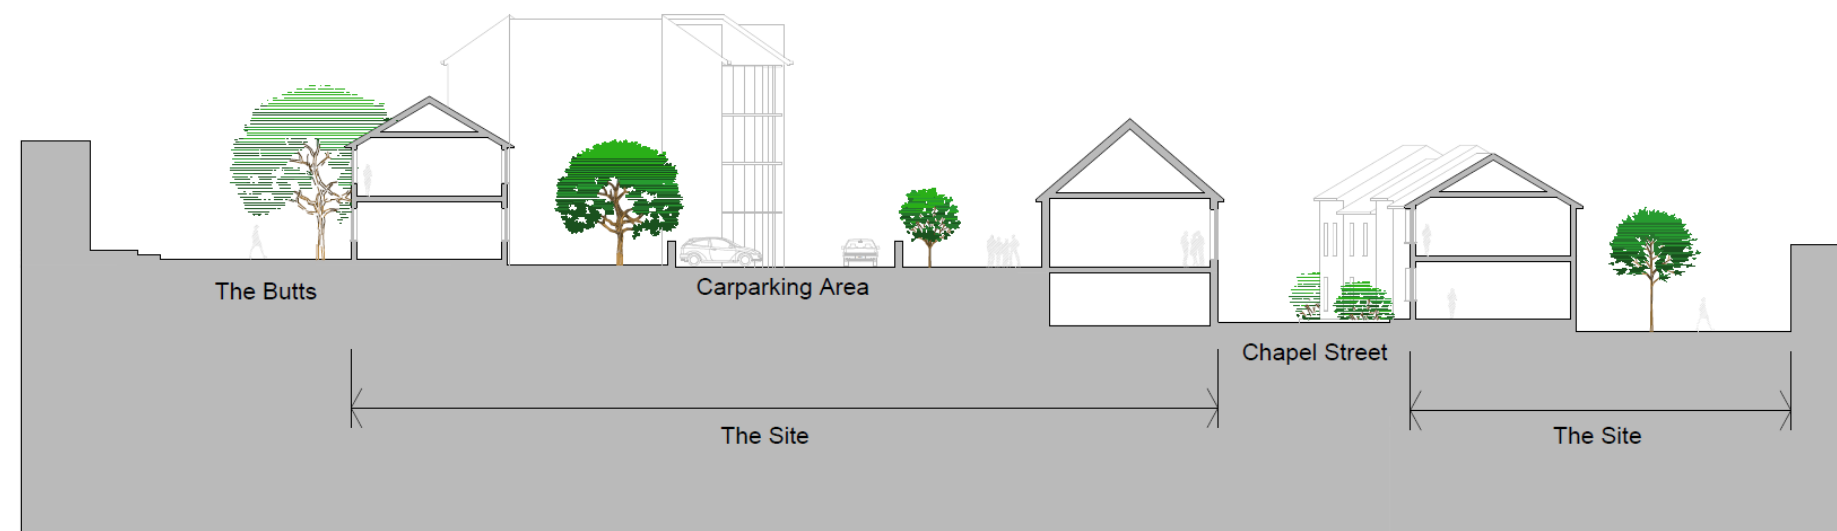 The Butts
Carparking Area
Chapel Street
The Site
The Site